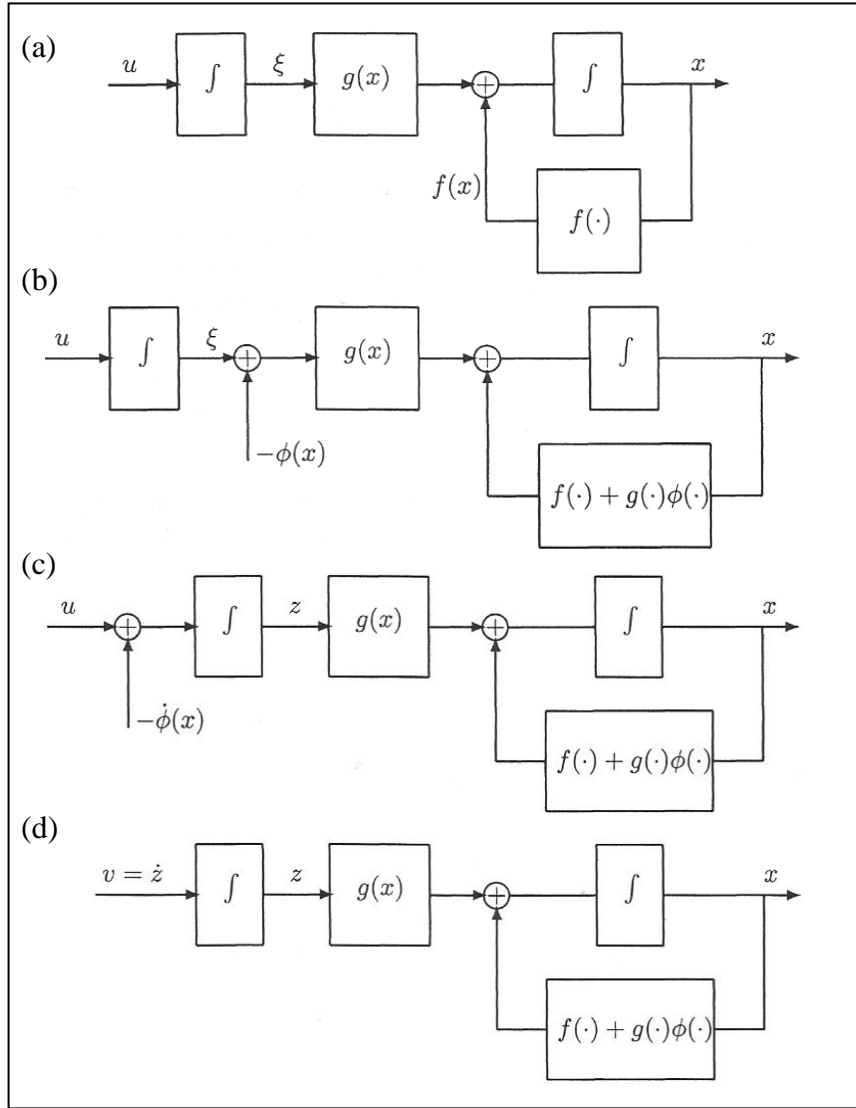 (a)
u ∫ ξ g(x) ∫ x
f(x) f(·)
(b)
u ∫ ξ g(x) ∫ x
−ϕ(x) f(·) + g(·)ϕ(·)
(c)
u ∫ z g(x) ∫ x
−ϕ̇(x) f(·) + g(·)ϕ(·)
(d)
v = ż ∫ z g(x) ∫ x
f(·) + g(·)ϕ(·)